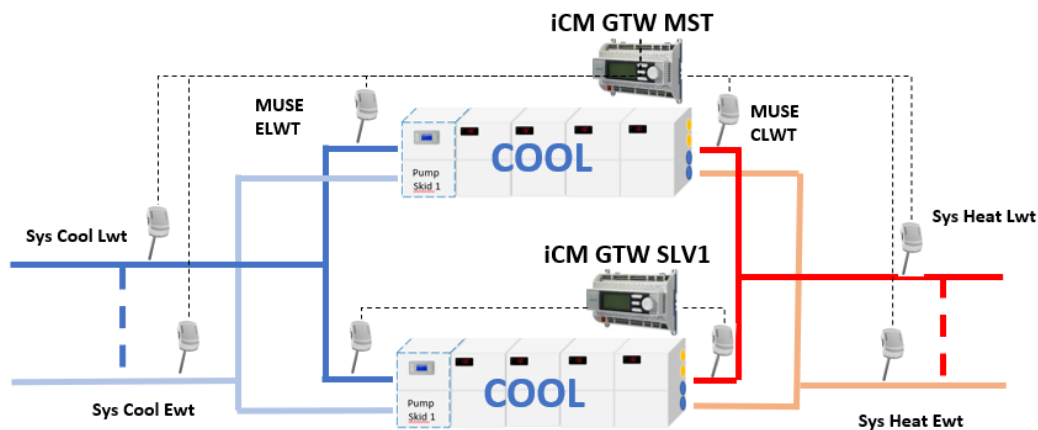 iCM GTW MST
MUSE
ELWT
MUSE
CLWT
COOL
Pump
Skid 1
Sys Cool Lwt
Sys Heat Lwt
iCM GTW SLV1
COOL
Pump
Skid 1
Sys Cool Ewt
Sys Heat Ewt